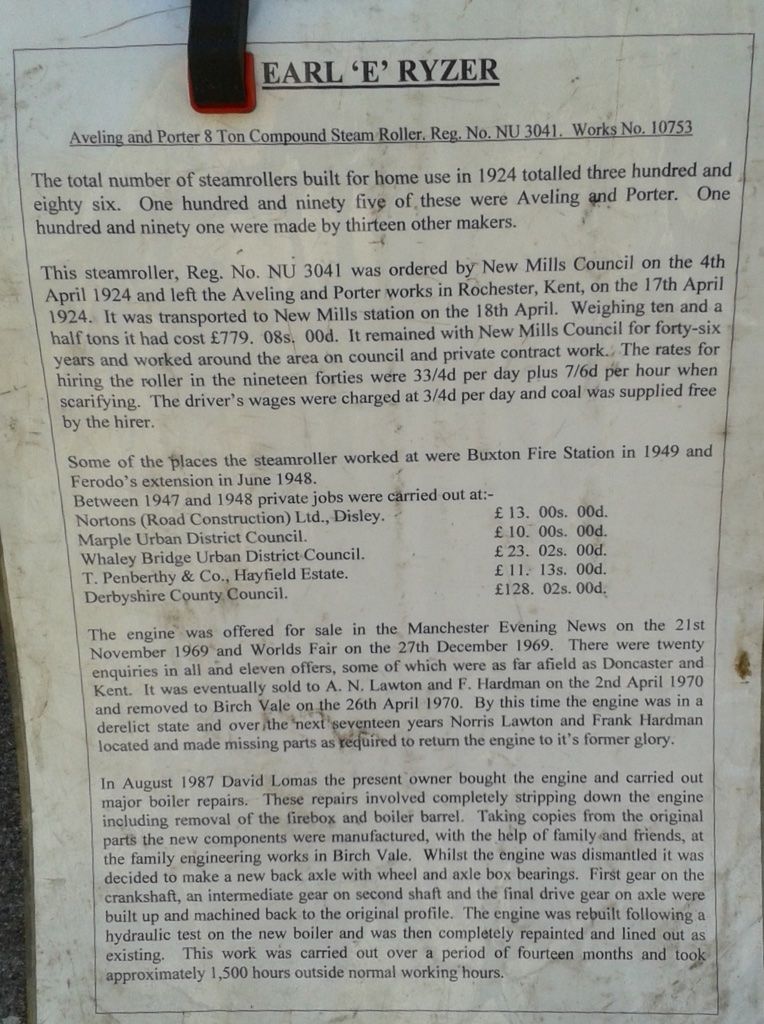 EARL 'E' RYZER
Aveling and Porter 8 Ton Compound Steam Roller. Reg. No. NU 3041. Works No. 10753
The total number of steamrollers built for home use in 1924 totalled three hundred and
eighty six. One hundred and ninety five of these were Aveling and Porter. One
hundred and ninety one were made by thirteen other makers.
This steamroller, Reg. No. NU 3041 was ordered by New Mills Council on the 4th
April 1924 and left the Aveling and Porter works in Rochester, Kent, on the 17th April
1924. It was transported to New Mills station on the 18th April. Weighing ten and a
half tons it had cost £779. 08s. 00d. It remained with New Mills Council for forty-six
years and worked around the area on council and private contract work. The rates for
hiring the roller in the nineteen forties were 33/4d per day plus 7/6d per hour when
scarifying. The driver's wages were charged at 3/4d per day and coal was supplied free
by the hirer.
Some of the places the steamroller worked at were Buxton Fire Station in 1949 and
Ferodo's extension in June 1948.
Between 1947 and 1948 private jobs were carried out at:-
Nortons (Road Construction) Ltd., Disley. £ 13. 00s. 00d.
Marple Urban District Council. £ 10. 00s. 00d.
Whaley Bridge Urban District Council. £ 23. 02s. 00d.
T. Penberthy & Co., Hayfield Estate. £ 11. 13s. 00d.
Derbyshire County Council. £128. 02s. 00d.
The engine was offered for sale in the Manchester Evening News on the 21st
November 1969 and Worlds Fair on the 27th December 1969. There were twenty
enquiries in all and eleven offers, some of which were as far afield as Doncaster and
Kent. It was eventually sold to A. N. Lawton and F. Hardman on the 2nd April 1970
and removed to Birch Vale on the 26th April 1970. By this time the engine was in a
derelict state and over the next seventeen years Norris Lawton and Frank Hardman
located and made missing parts as required to return the engine to it's former glory.
In August 1987 David Lomas the present owner bought the engine and carried out
major boiler repairs. These repairs involved completely stripping down the engine
including removal of the firebox and boiler barrel. Taking copies from the original
parts the new components were manufactured, with the help of family and friends, at
the family engineering works in Birch Vale. Whilst the engine was dismantled it was
decided to make a new back axle with wheel and axle box bearings. First gear on the
crankshaft, an intermediate gear on second shaft and the final drive gear on axle were
built up and machined back to the original profile. The engine was rebuilt following a
hydraulic test on the new boiler and was then completely repainted and lined out as
existing. This work was carried out over a period of fourteen months and took
approximately 1,500 hours outside normal working hours.